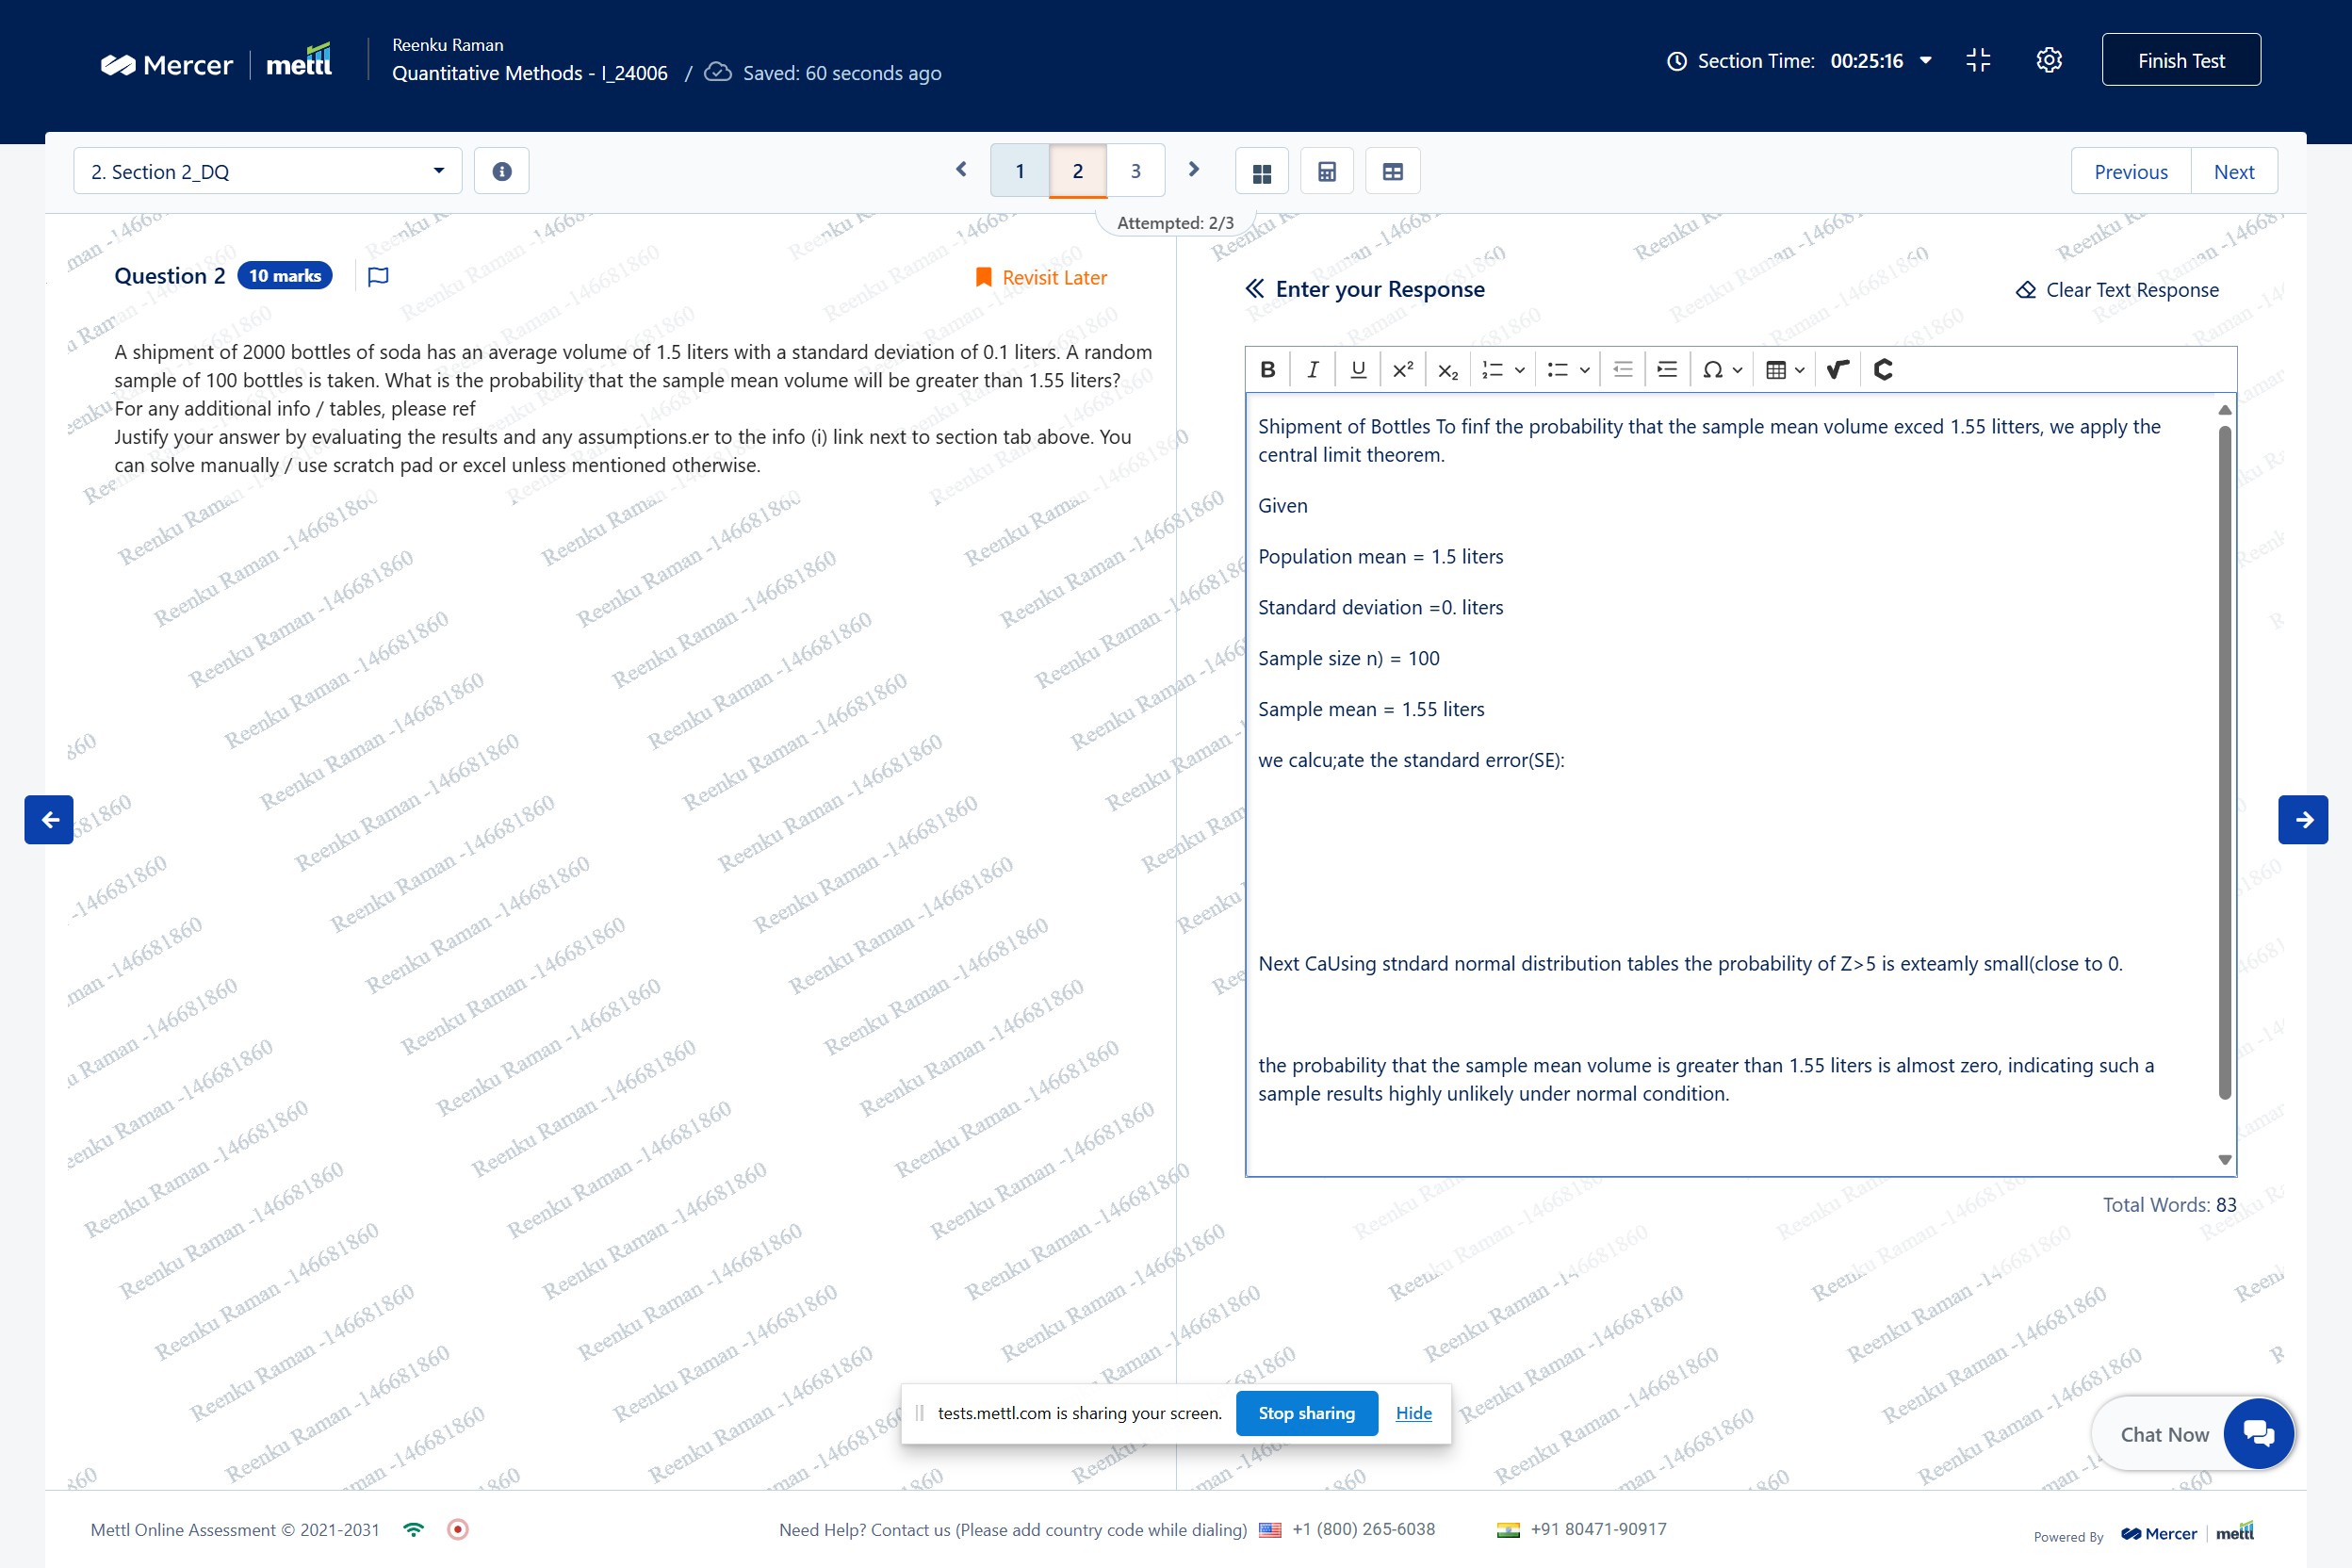 Mercer | mettl
Reenku Raman
Quantitative Methods - I_24006 / Saved: 60 seconds ago
Section Time: 00:25:16
Finish Test
2. Section 2_DQ
1 2 3
Previous Next
Attempted: 2/3
Question 2 10 marks
Revisit Later
A shipment of 2000 bottles of soda has an average volume of 1.5 liters with a standard deviation of 0.1 liters. A random
sample of 100 bottles is taken. What is the probability that the sample mean volume will be greater than 1.55 liters?
For any additional info / tables, please ref
Justify your answer by evaluating the results and any assumptions.er to the info (i) link next to section tab above. You
can solve manually / use scratch pad or excel unless mentioned otherwise.
Enter your Response
Clear Text Response
B I U x² x₂ Ω
Shipment of Bottles To finf the probability that the sample mean volume exced 1.55 litters, we apply the
central limit theorem.
Given
Population mean = 1.5 liters
Standard deviation =0. liters
Sample size n) = 100
Sample mean = 1.55 liters
we calcu;ate the standard error(SE):
Next CaUsing stndard normal distribution tables the probability of Z>5 is exteamly small(close to 0.
the probability that the sample mean volume is greater than 1.55 liters is almost zero, indicating such a
sample results highly unlikely under normal condition.
Total Words: 83
Reenku Raman -146681860
tests.mettl.com is sharing your screen. Stop sharing Hide
Chat Now
Mettl Online Assessment © 2021-2031
Need Help? Contact us (Please add country code while dialing) +1 (800) 265-6038 +91 80471-90917
Powered By Mercer | mettl